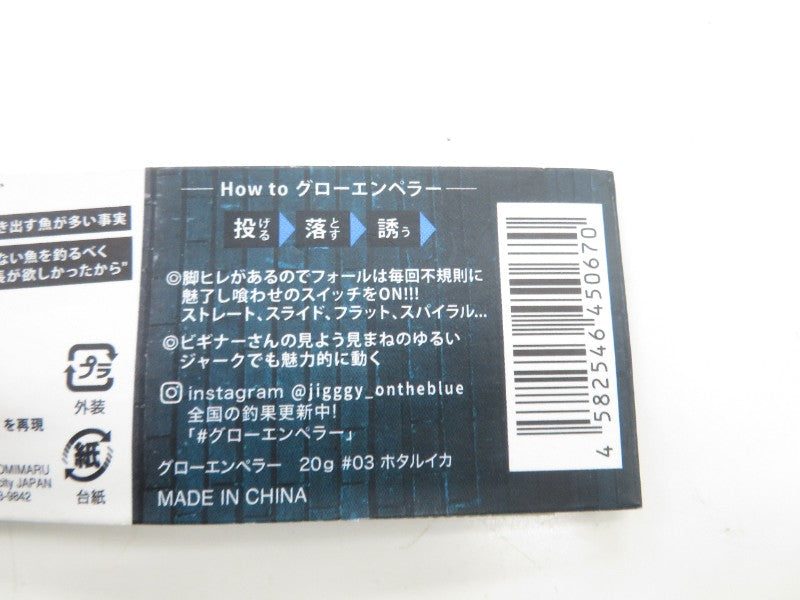 き出す魚が多い事実
ない魚を釣るべく
長が欲しかったから"
プラ
外装
を再現
紙
台紙
OMIMARU
city JAPAN
3-9842
How to グローエンペラー
投げる 落とす 誘う
◎脚ヒレがあるのでフォールは毎回不規則に
魅了し喰わせのスイッチをON!!!
ストレート、スライド、フラット、スパイラル...
◎ビギナーさんの見よう見まねのゆるい
ジャークでも魅力的に動く
instagram @jigggy_ontheblue
全国の釣果更新中!
「#グローエンペラー」
グローエンペラー 20g #03 ホタルイカ
MADE IN CHINA
4 582546 450670